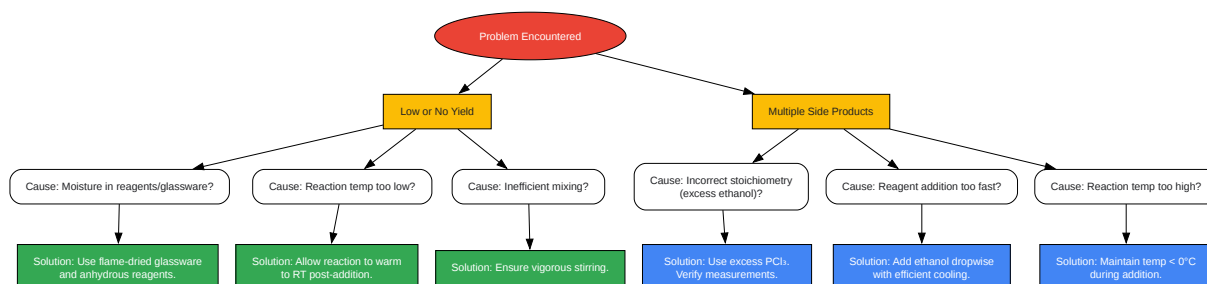 Problem Encountered
Low or No Yield
Multiple Side Products
Cause: Moisture in reagents/glassware?
Cause: Reaction temp too low?
Cause: Inefficient mixing?
Cause: Incorrect stoichiometry
(excess ethanol)?
Cause: Reagent addition too fast?
Cause: Reaction temp too high?
Solution: Use flame-dried glassware
and anhydrous reagents.
Solution: Allow reaction to warm
to RT post-addition.
Solution: Ensure vigorous stirring.
Solution: Use excess PCl₃.
Verify measurements.
Solution: Add ethanol dropwise
with efficient cooling.
Solution: Maintain temp < 0°C
during addition.